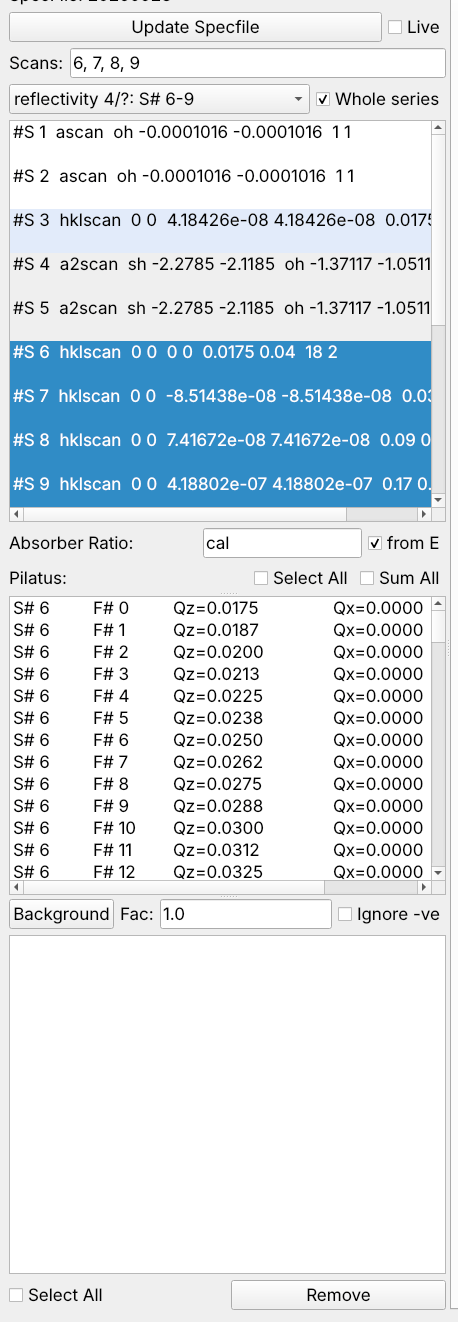 Update Specfile
Live
Scans: 6, 7, 8, 9
reflectivity 4/?: S# 6-9
Whole series
#S 1 ascan oh -0.0001016 -0.0001016 1 1
#S 2 ascan oh -0.0001016 -0.0001016 1 1
#S 3 hklscan 0 0 4.18426e-08 4.18426e-08 0.0175
#S 4 a2scan sh -2.2785 -2.1185 oh -1.37117 -1.0511
#S 5 a2scan sh -2.2785 -2.1185 oh -1.37117 -1.0511
#S 6 hklscan 0 0 0 0 0.0175 0.04 18 2
#S 7 hklscan 0 0 -8.51438e-08 -8.51438e-08 0.03
#S 8 hklscan 0 0 7.41672e-08 7.41672e-08 0.09 0
#S 9 hklscan 0 0 4.18802e-07 4.18802e-07 0.17 0.
Absorber Ratio: cal from E
Pilatus: Select All Sum All
S# 6 F# 0 Qz=0.0175 Qx=0.0000
S# 6 F# 1 Qz=0.0187 Qx=0.0000
S# 6 F# 2 Qz=0.0200 Qx=0.0000
S# 6 F# 3 Qz=0.0213 Qx=0.0000
S# 6 F# 4 Qz=0.0225 Qx=0.0000
S# 6 F# 5 Qz=0.0238 Qx=0.0000
S# 6 F# 6 Qz=0.0250 Qx=0.0000
S# 6 F# 7 Qz=0.0262 Qx=0.0000
S# 6 F# 8 Qz=0.0275 Qx=0.0000
S# 6 F# 9 Qz=0.0288 Qx=0.0000
S# 6 F# 10 Qz=0.0300 Qx=0.0000
S# 6 F# 11 Qz=0.0312 Qx=0.0000
S# 6 F# 12 Qz=0.0325 Qx=0.0000
Background Fac: 1.0 Ignore -ve
Select All Remove